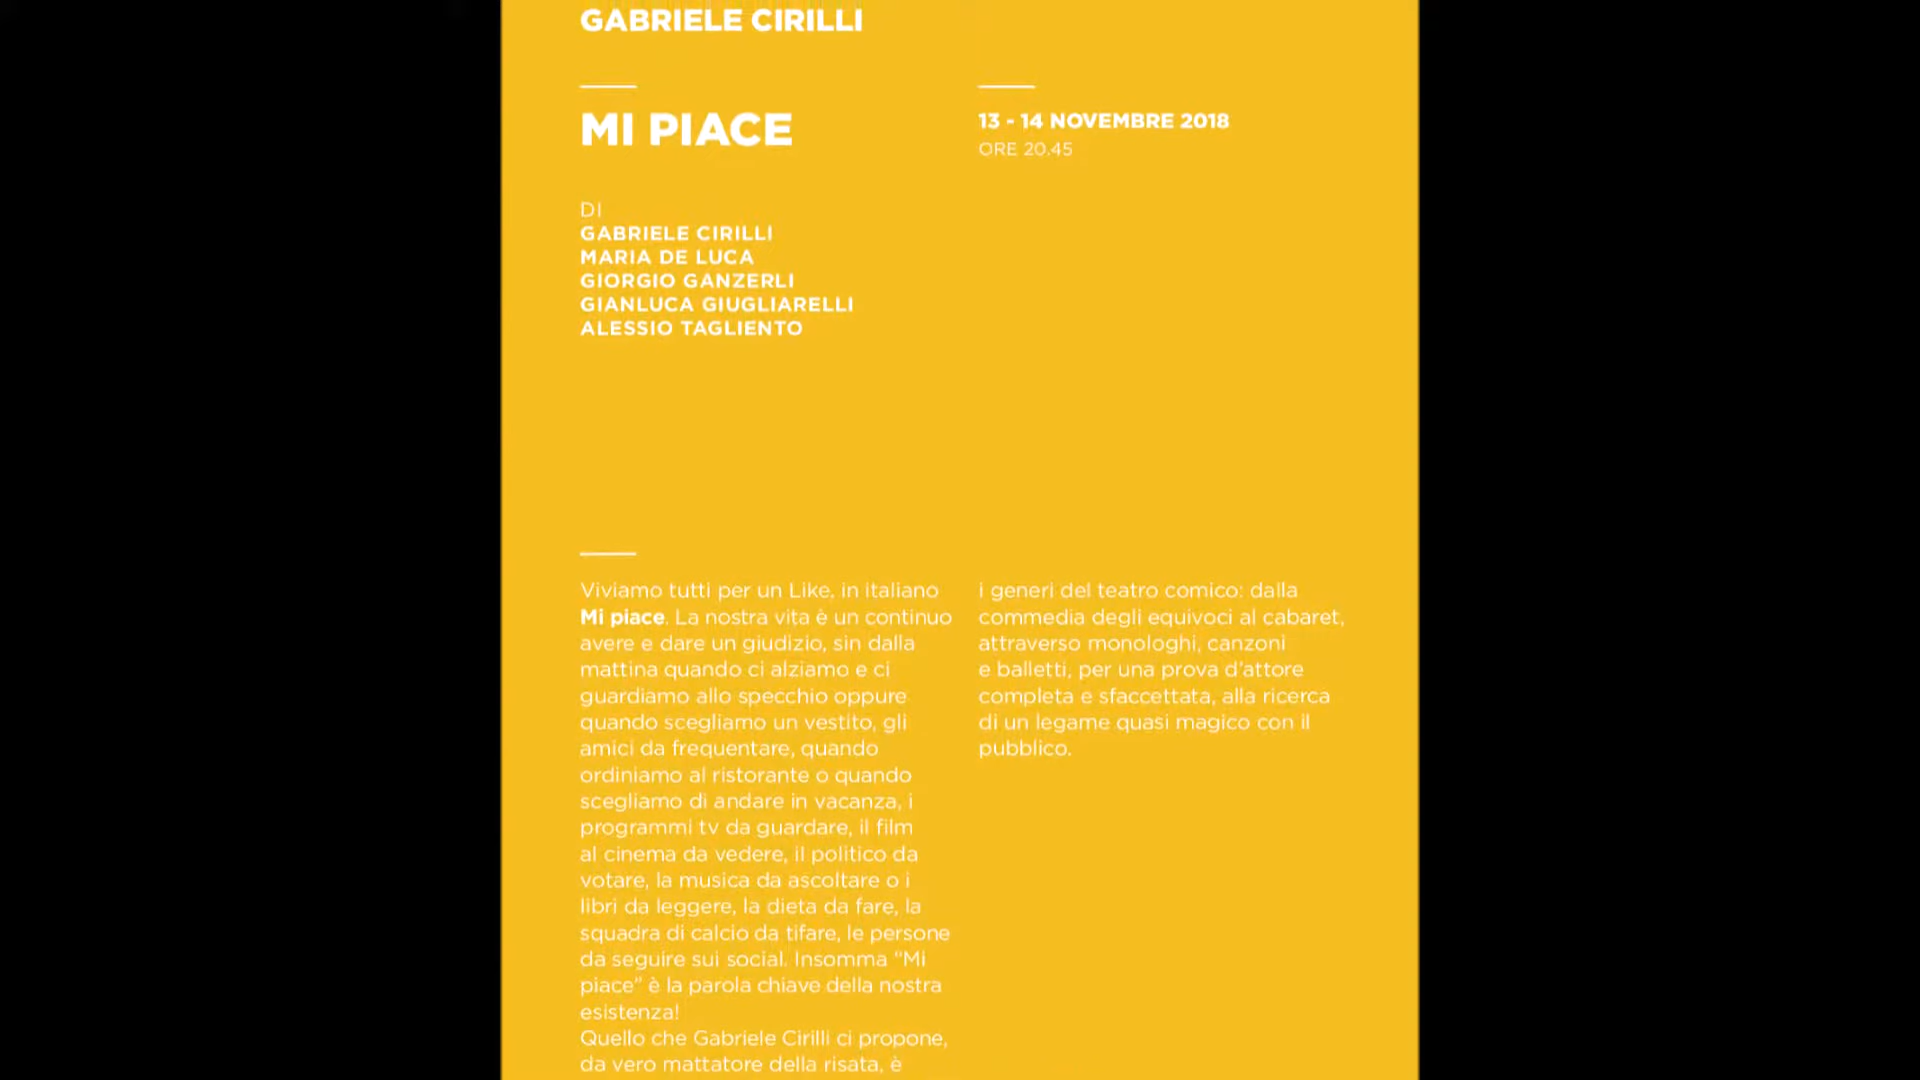 GABRIELE CIRILLI
MI PIACE
13 - 14 NOVEMBRE 2018
ORE 20.45
DI
GABRIELE CIRILLI
MARIA DE LUCA
GIORGIO GANZERLI
GIANLUCA GIUGLIARELLI
ALESSIO TAGLIENTO
Viviamo tutti per un Like, in italiano
Mi piace. La nostra vita è un continuo
avere e dare un giudizio, sin dalla
mattina quando ci alziamo e ci
guardiamo allo specchio oppure
quando scegliamo un vestito, gli
amici da frequentare, quando
ordiniamo al ristorante o quando
scegliamo di andare in vacanza, i
programmi tv da guardare, il film
al cinema da vedere, il politico da
votare, la musica da ascoltare o i
libri da leggere, la dieta da fare, la
squadra di calcio da tifare, le persone
da seguire sui social. Insomma “Mi
piace” è la parola chiave della nostra
esistenza!
Quello che Gabriele Cirilli ci propone,
da vero mattatore della risata, è
i generi del teatro comico: dalla
commedia degli equivoci al cabaret,
attraverso monologhi, canzoni
e balletti, per una prova d’attore
completa e sfaccettata, alla ricerca
di un legame quasi magico con il
pubblico.